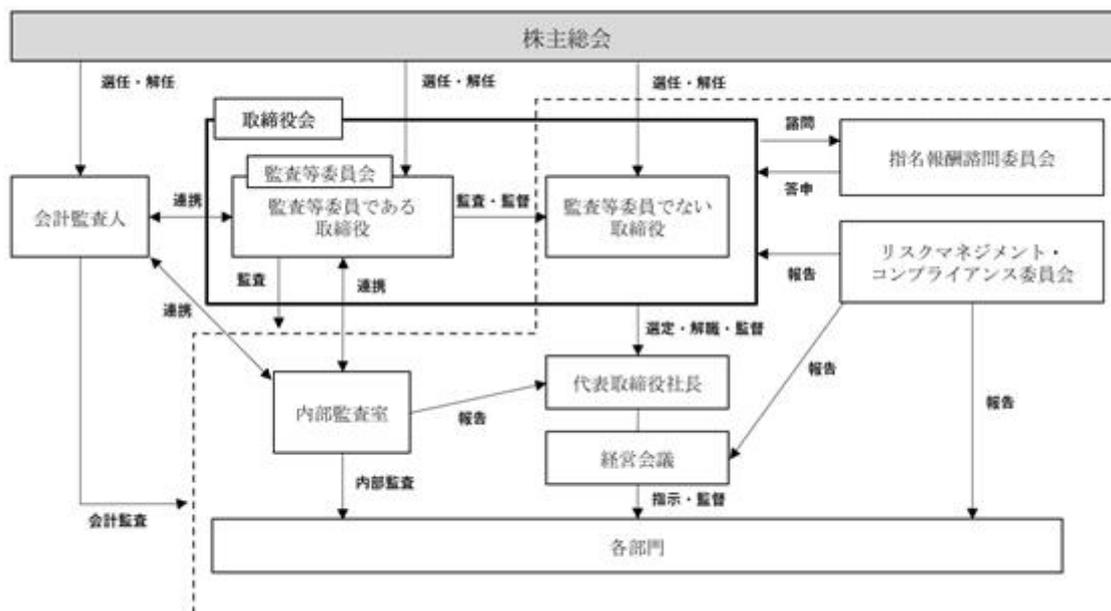 株主総会
選任・解任
選任・解任
選任・解任
取締役会
諮問
指名報酬諮問委員会
答申
監査等委員会
会計監査人
連携
監査等委員である
取締役
監査・監督
監査等委員でない
取締役
リスクマネジメント・
コンプライアンス委員会
報告
監査
連携
連携
選定・解職・監督
代表取締役社長
報告
報告
内部監査室
報告
経営会議
内部監査
指示・監督
会計監査
各部門